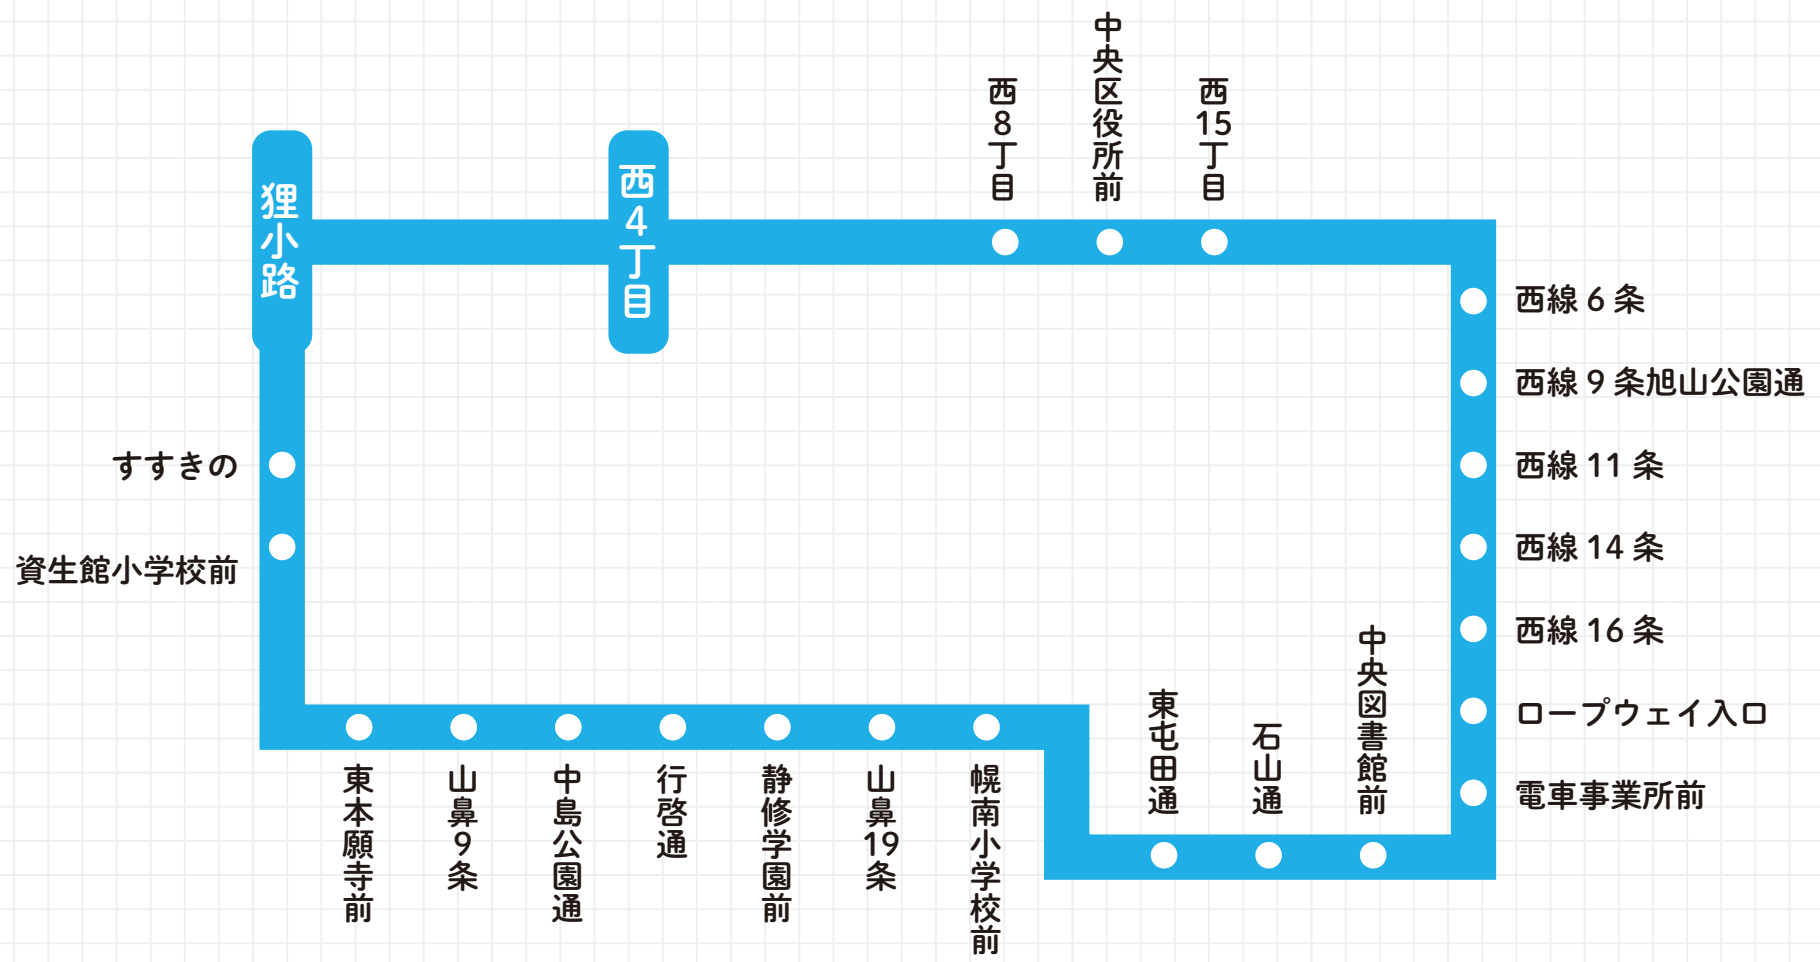 狸小路
西4丁目
西8丁目
中央区役所前
西15丁目
西線6条
西線9条旭山公園通
西線11条
西線14条
西線16条
ロープウェイ入口
電車事業所前
中央図書館前
石山通
東屯田通
幌南小学校前
山鼻19条
静修学園前
行啓通
中島公園通
山鼻9条
東本願寺前
資生館小学校前
すすきの